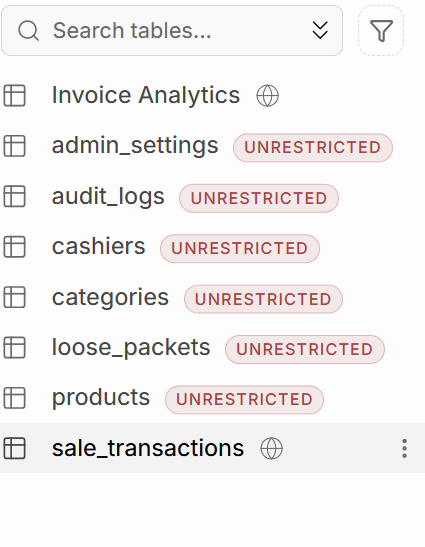 Search tables...
Invoice Analytics
admin_settings UNRESTRICTED
audit_logs UNRESTRICTED
cashiers UNRESTRICTED
categories UNRESTRICTED
loose_packets UNRESTRICTED
products UNRESTRICTED
sale_transactions